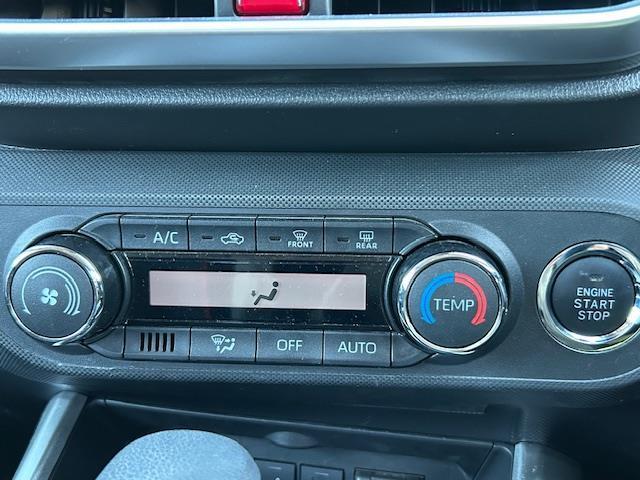 A/C
FRONT
REAR
TEMP
ENGINE
START
STOP
OFF
AUTO